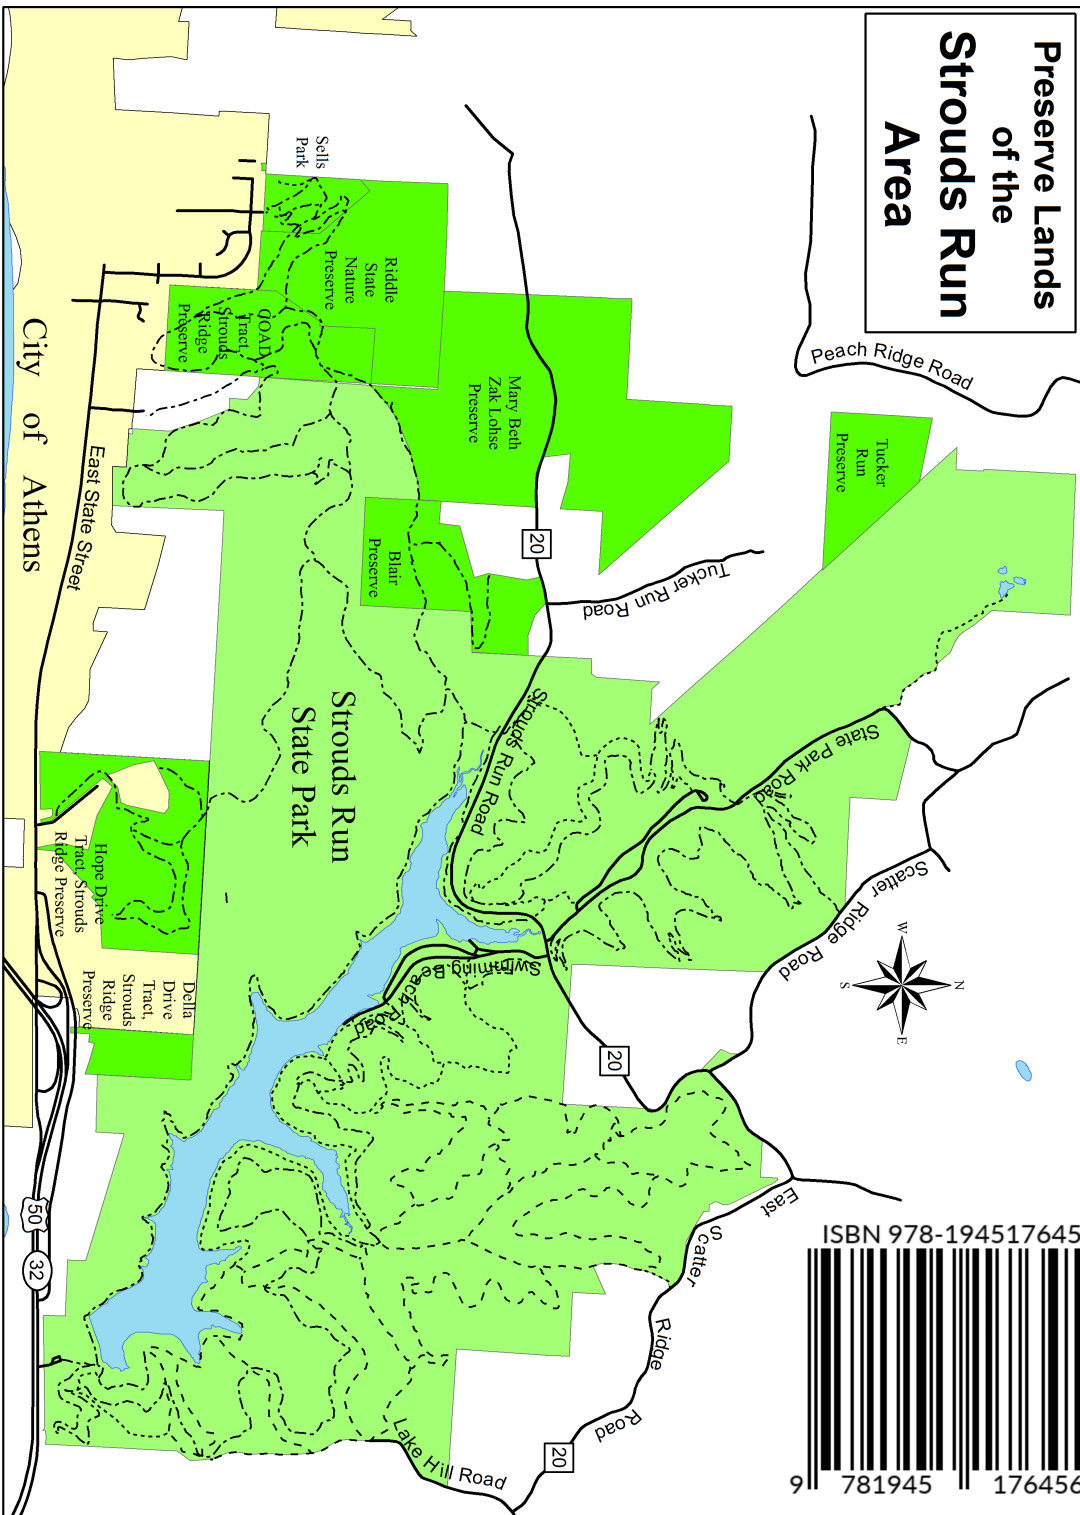 Preserve Lands
of the
Strouds Run
Area
Peach Ridge Road
Sells
Park
Riddle
State
Nature
Preserve
QOAD
Tract,
Strouds
Ridge
Preserve
Mary Beth
Zak Lohse
Preserve
Tucker
Run
Preserve
Blair
Preserve
20
Tucker Run Road
City of Athens
East State Street
Strouds Run
State Park
Strouds Run Road
State Park Road
Scatter Ridge Road
Hope Drive
Tract, Strouds
Ridge Preserve
Della
Drive
Tract,
Strouds
Ridge
Preserve
Swimming Beach Road
N
W
S
E
20
East Scatter Ridge Road
50
32
20
Lake Hill Road
ISBN 978-194517645
9 781945 176456